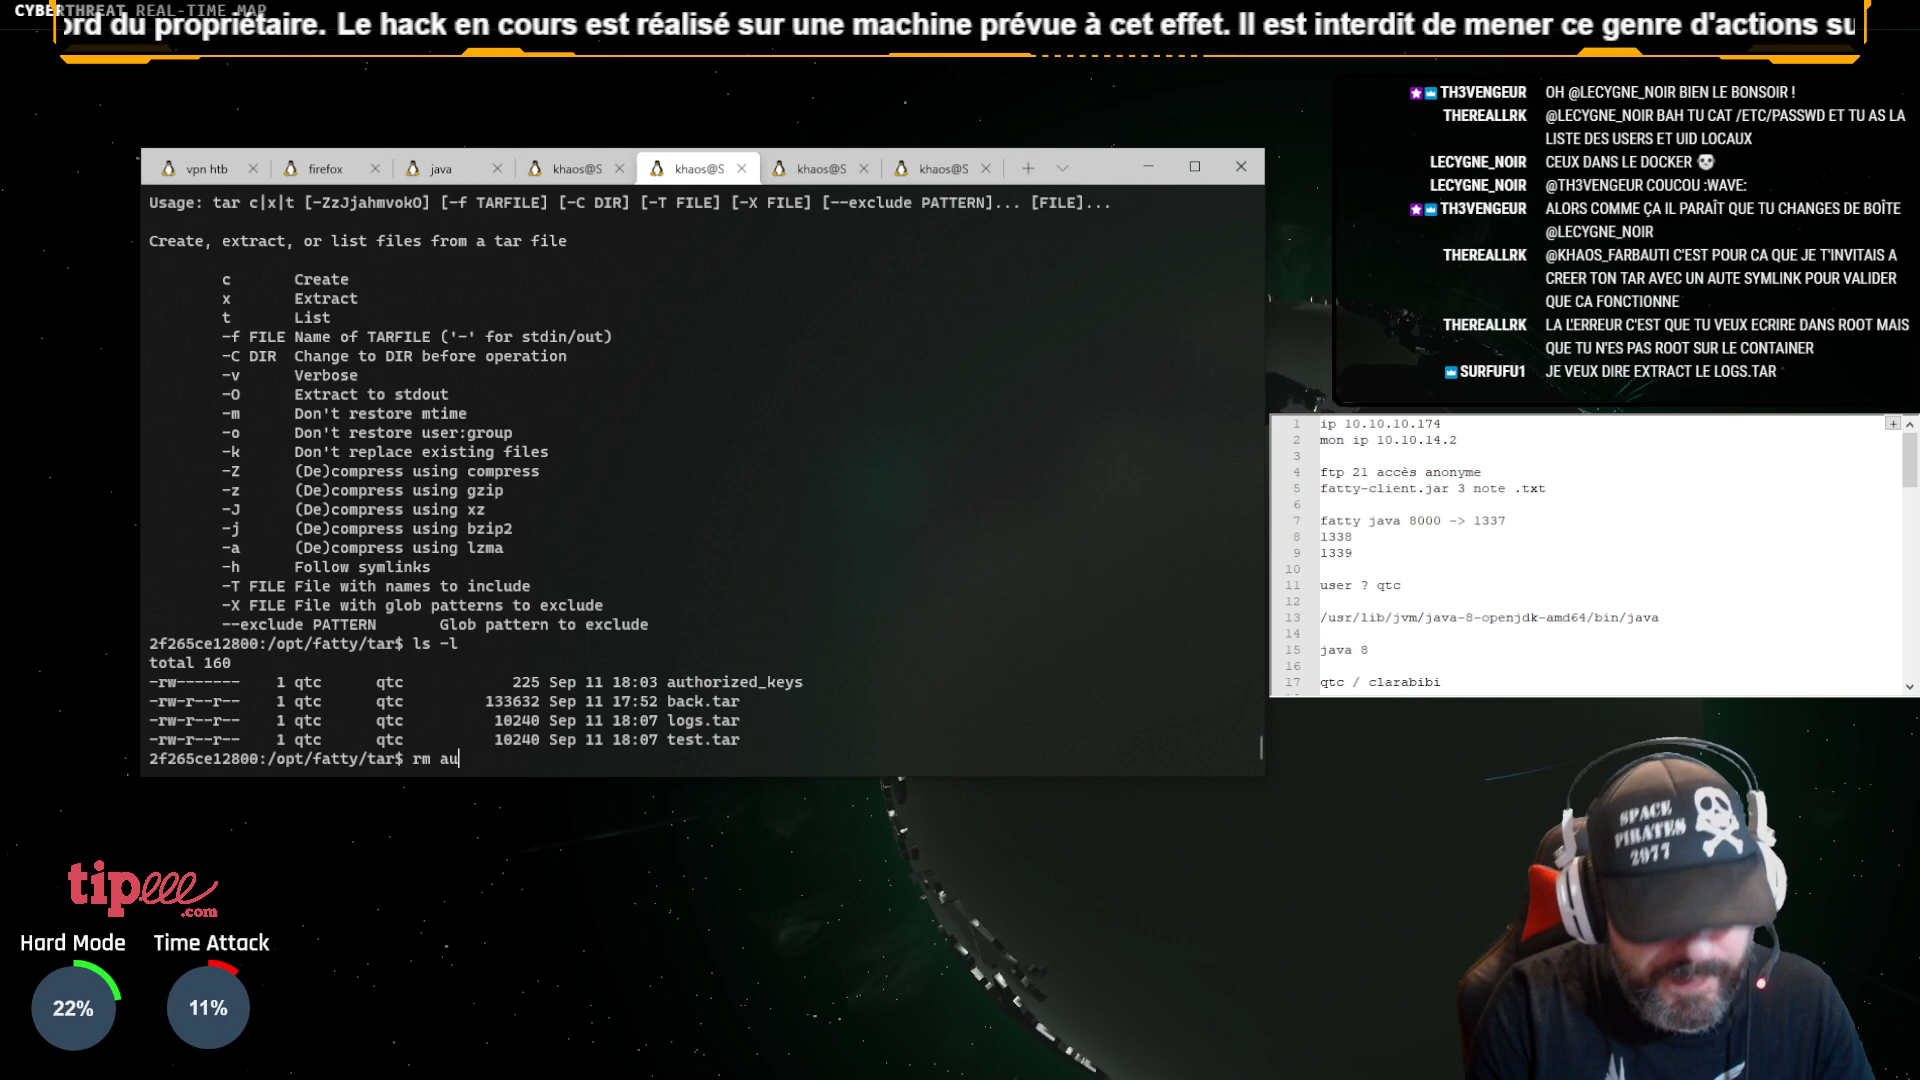 CYBERTHREAT REAL-TIME MAP
ord du propriétaire. Le hack en cours est réalisé sur une machine prévue à cet effet. Il est interdit de mener ce genre d'actions su
vpn htb
firefox
java
khaos@S
khaos@S
khaos@S
khaos@S
Usage: tar c|x|t [-ZzJjahmvokO] [-f TARFILE] [-C DIR] [-T FILE] [-X FILE] [--exclude PATTERN]... [FILE]...
Create, extract, or list files from a tar file
c Create
x Extract
t List
-f FILE Name of TARFILE ('-' for stdin/out)
-C DIR Change to DIR before operation
-v Verbose
-O Extract to stdout
-m Don't restore mtime
-o Don't restore user:group
-k Don't replace existing files
-Z (De)compress using compress
-z (De)compress using gzip
-J (De)compress using xz
-j (De)compress using bzip2
-a (De)compress using lzma
-h Follow symlinks
-T FILE File with names to include
-X FILE File with glob patterns to exclude
--exclude PATTERN Glob pattern to exclude
2f265ce12800:/opt/fatty/tar$ ls -l
total 160
-rw------- 1 qtc qtc 225 Sep 11 18:03 authorized_keys
-rw-r--r-- 1 qtc qtc 133632 Sep 11 17:52 back.tar
-rw-r--r-- 1 qtc qtc 10240 Sep 11 18:07 logs.tar
-rw-r--r-- 1 qtc qtc 10240 Sep 11 18:07 test.tar
2f265ce12800:/opt/fatty/tar$ rm au
TH3VENGEUR OH @LECYGNE_NOIR BIEN LE BONSOIR !
THEREALLRK @LECYGNE_NOIR BAH TU CAT /ETC/PASSWD ET TU AS LA
LISTE DES USERS ET UID LOCAUX
LECYGNE_NOIR CEUX DANS LE DOCKER
LECYGNE_NOIR @TH3VENGEUR COUCOU :WAVE:
TH3VENGEUR ALORS COMME ÇA IL PARAÎT QUE TU CHANGES DE BOÎTE
@LECYGNE_NOIR
THEREALLRK @KHAOS_FARBAUTI C'EST POUR CA QUE JE T'INVITAIS A
CREER TON TAR AVEC UN AUTE SYMLINK POUR VALIDER
QUE CA FONCTIONNE
THEREALLRK LA L'ERREUR C'EST QUE TU VEUX ECRIRE DANS ROOT MAIS
QUE TU N'ES PAS ROOT SUR LE CONTAINER
SURFUFU1 JE VEUX DIRE EXTRACT LE LOGS.TAR
1 ip 10.10.10.174
2 mon ip 10.10.14.2
3
4 ftp 21 accès anonyme
5 fatty-client.jar 3 note .txt
6
7 fatty java 8000 -> 1337
8 1338
9 1339
10
11 user ? qtc
12
13 /usr/lib/jvm/java-8-openjdk-amd64/bin/java
14
15 java 8
16
17 qtc / clarabibi
SPACE
PIRATES
2077
tipeee
.com
Hard Mode Time Attack
22% 11%